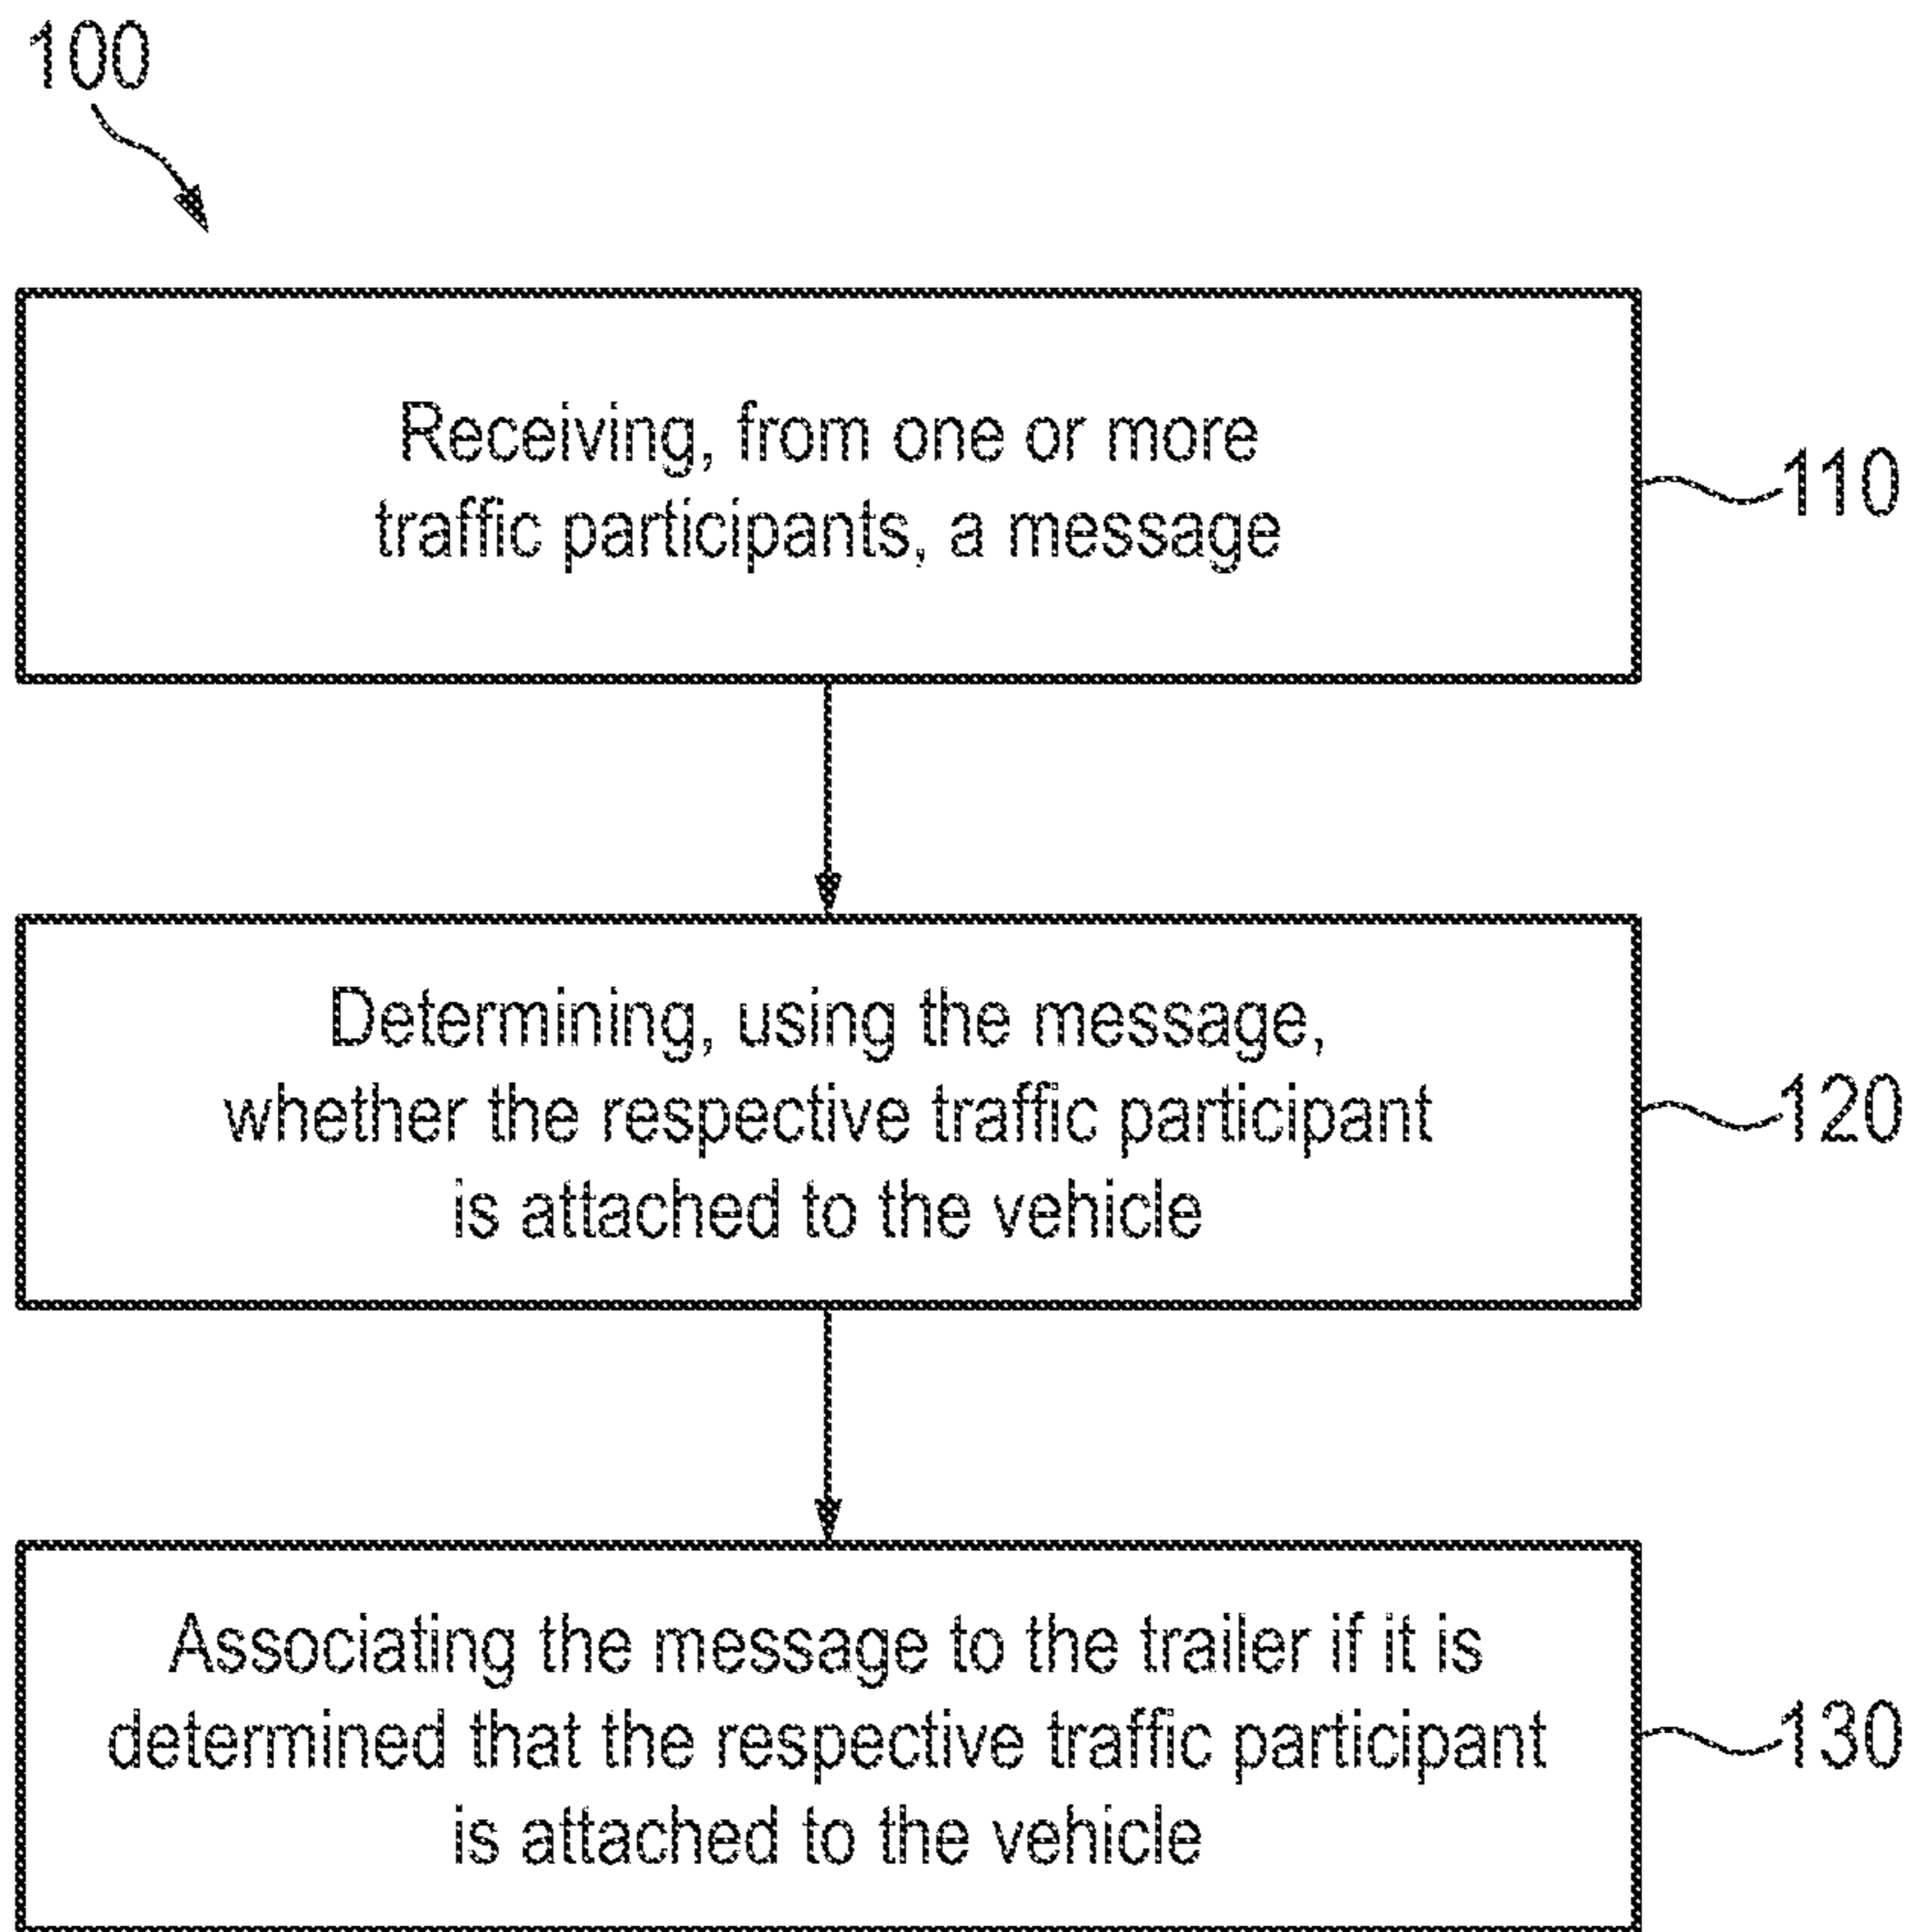 100
Receiving, from one or more
traffic participants, a message
110
Determining, using the message,
whether the respective traffic participant
is attached to the vehicle
120
Associating the message to the trailer if it is
determined that the respective traffic participant
is attached to the vehicle
130